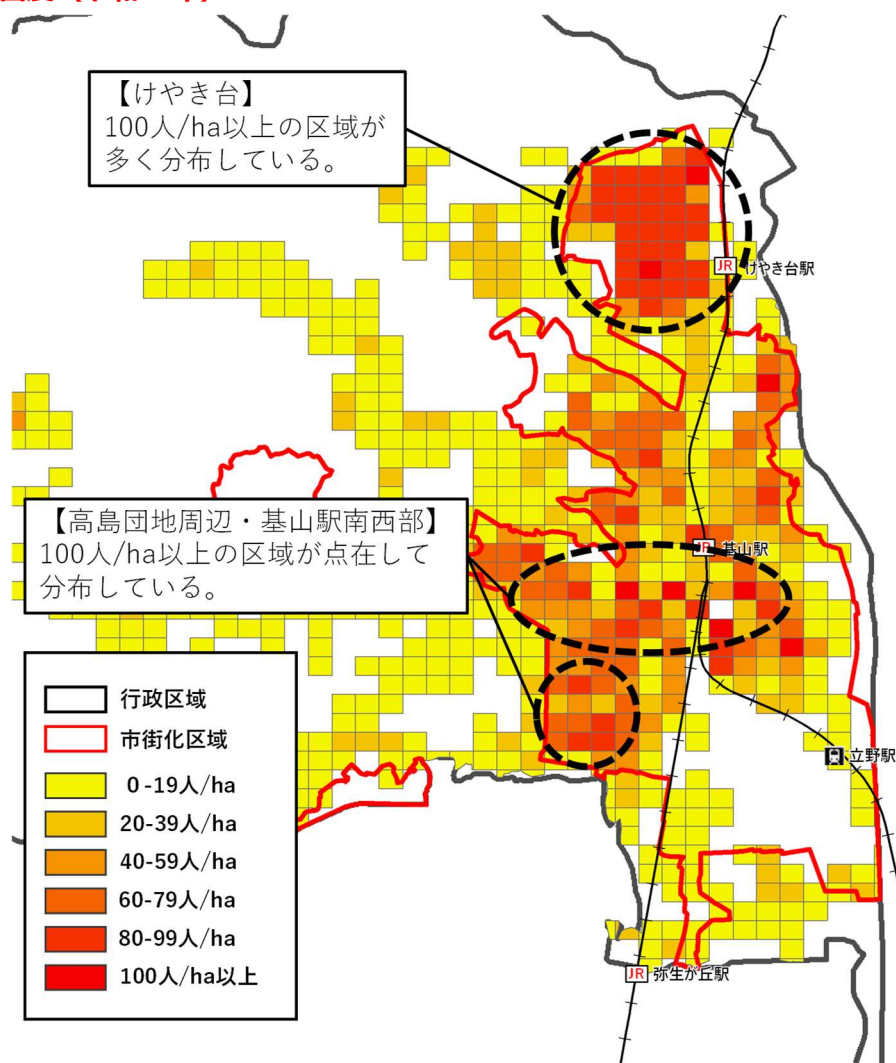 【けやき台】
100人/ha以上の区域が
多く分布している。
JR けやき台駅
【高島団地周辺・基山駅南西部】
100人/ha以上の区域が点在して
分布している。
JR 基山駅
行政区域
市街化区域
0-19人/ha
20-39人/ha
40-59人/ha
60-79人/ha
80-99人/ha
100人/ha以上
立野駅
JR 弥生が丘駅